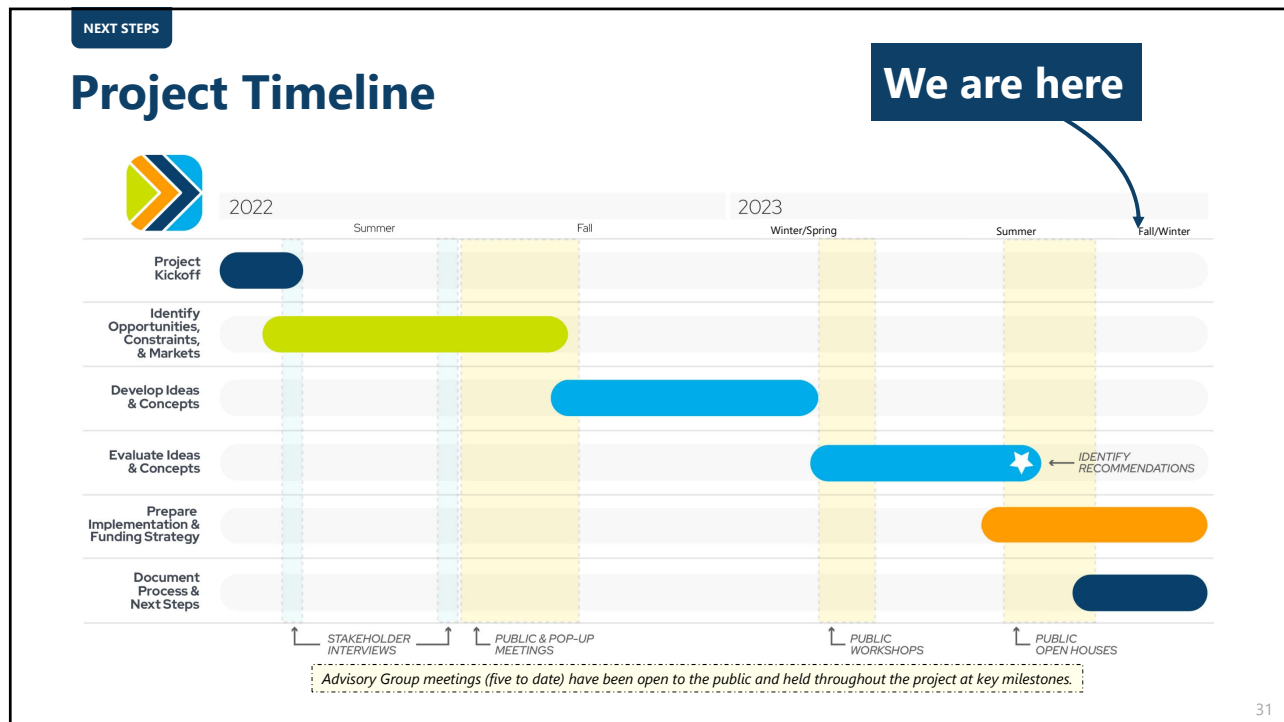 NEXT STEPS
Project Timeline
We are here
2022
2023
Summer
Fall
Winter/Spring
Summer
Fall/Winter
Project
Kickoff
Identify
Opportunities,
Constraints,
& Markets
Develop Ideas
& Concepts
Evaluate Ideas
& Concepts
IDENTIFY
RECOMMENDATIONS
Prepare
Implementation &
Funding Strategy
Document
Process &
Next Steps
STAKEHOLDER
INTERVIEWS
PUBLIC & POP-UP
MEETINGS
PUBLIC
WORKSHOPS
PUBLIC
OPEN HOUSES
Advisory Group meetings (five to date) have been open to the public and held throughout the project at key milestones.
31